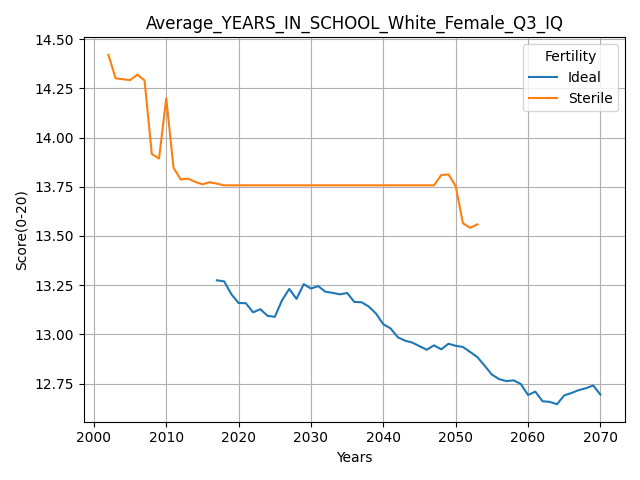 Average_YEARS_IN_SCHOOL_White_Female_Q3_IQ
Fertility
Ideal
Sterile
Score(0-20)
14.50
14.25
14.00
13.75
13.50
13.25
13.00
12.75
2000 2010 2020 2030 2040 2050 2060 2070
Years